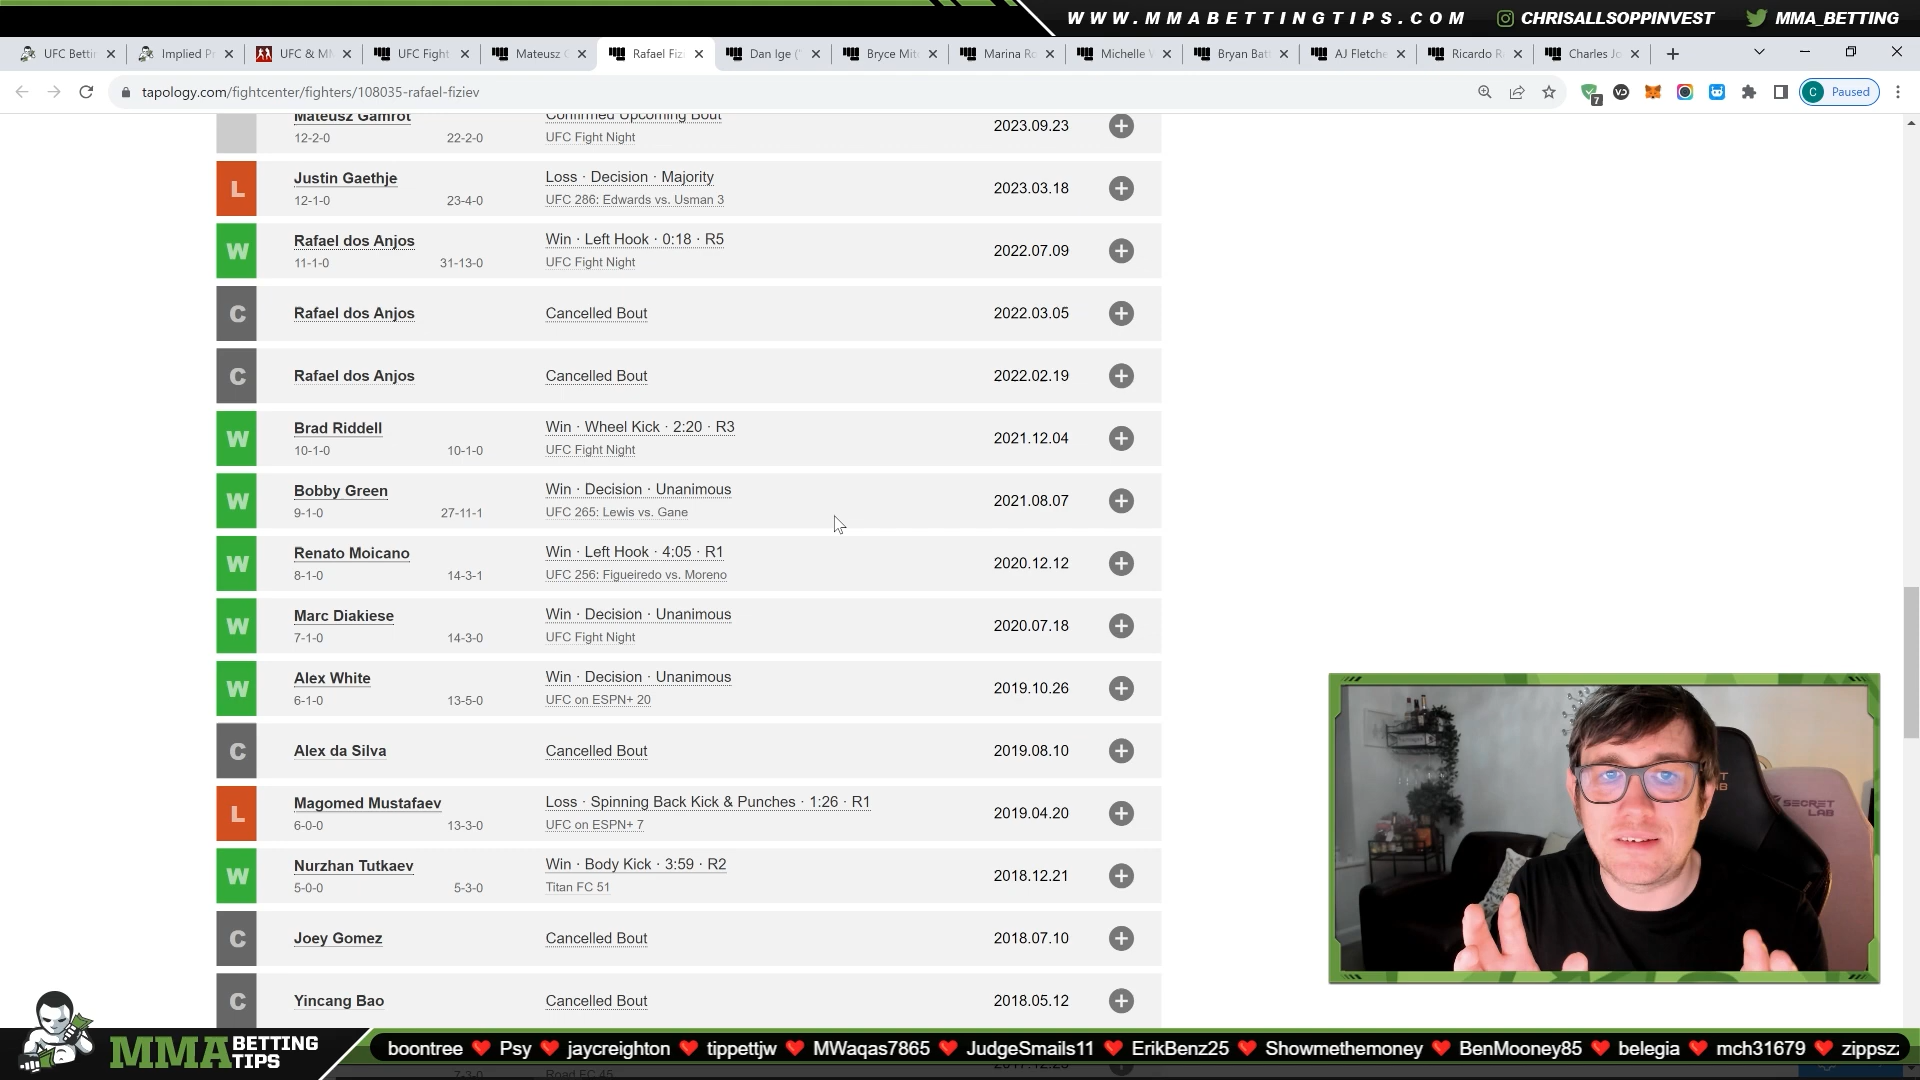 WWW.MMABETTINGTIPS.COM CHRISALLSOPPINVEST MMA_BETTING
UFC Betti Implied P UFC & M UFC Fight Mateusz Rafael Fiz Dan Ige (" Bryce Mit Marina Ro Michelle Bryan Bat AJ Fletche Ricardo R Charles Jo
tapology.com/fightcenter/fighters/108035-rafael-fiziev 7 C Paused
Mateusz Gamrot Confirmed Upcoming Bout 2023.09.23
12-2-0 22-2-0 UFC Fight Night
L Justin Gaethje Loss · Decision · Majority 2023.03.18
12-1-0 23-4-0 UFC 286: Edwards vs. Usman 3
W Rafael dos Anjos Win · Left Hook · 0:18 · R5 2022.07.09
11-1-0 31-13-0 UFC Fight Night
C Rafael dos Anjos Cancelled Bout 2022.03.05
C Rafael dos Anjos Cancelled Bout 2022.02.19
W Brad Riddell Win · Wheel Kick · 2:20 · R3 2021.12.04
10-1-0 10-1-0 UFC Fight Night
W Bobby Green Win · Decision · Unanimous 2021.08.07
9-1-0 27-11-1 UFC 265: Lewis vs. Gane
W Renato Moicano Win · Left Hook · 4:05 · R1 2020.12.12
8-1-0 14-3-1 UFC 256: Figueiredo vs. Moreno
W Marc Diakiese Win · Decision · Unanimous 2020.07.18
7-1-0 14-3-0 UFC Fight Night
W Alex White Win · Decision · Unanimous 2019.10.26
6-1-0 13-5-0 UFC on ESPN+ 20
C Alex da Silva Cancelled Bout 2019.08.10
L Magomed Mustafaev Loss · Spinning Back Kick & Punches · 1:26 · R1 2019.04.20
6-0-0 13-3-0 UFC on ESPN+ 7
W Nurzhan Tutkaev Win · Body Kick · 3:59 · R2 2018.12.21
5-0-0 5-3-0 Titan FC 51
C Joey Gomez Cancelled Bout 2018.07.10
C Yincang Bao Cancelled Bout 2018.05.12
SECRET
LAB
MMA BETTING TIPS
boontree Psy jaycreighton tippettjw MWaqas7865 JudgeSmails11 ErikBenz25 Showmethemoney BenMooney85 belegia mch31679 zippsz